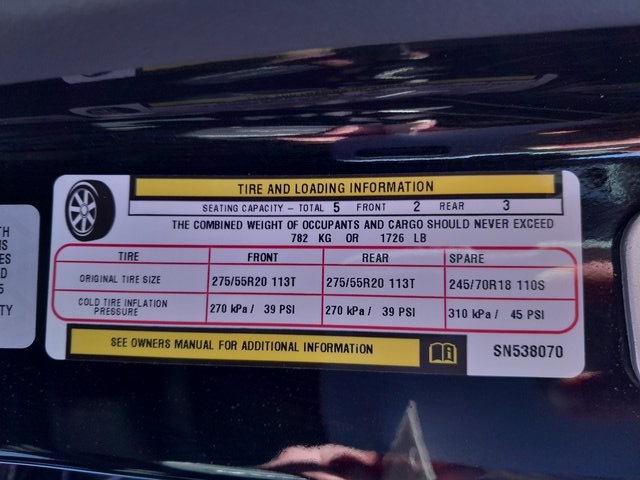 TIRE AND LOADING INFORMATION
SEATING CAPACITY – TOTAL 5 FRONT 2 REAR 3
THE COMBINED WEIGHT OF OCCUPANTS AND CARGO SHOULD NEVER EXCEED
782 KG OR 1726 LB
TIRE FRONT REAR SPARE
ORIGINAL TIRE SIZE 275/55R20 113T 275/55R20 113T 245/70R18 110S
COLD TIRE INFLATION
PRESSURE 270 kPa / 39 PSI 270 kPa / 39 PSI 310 kPa / 45 PSI
SEE OWNERS MANUAL FOR ADDITIONAL INFORMATION
SN538070